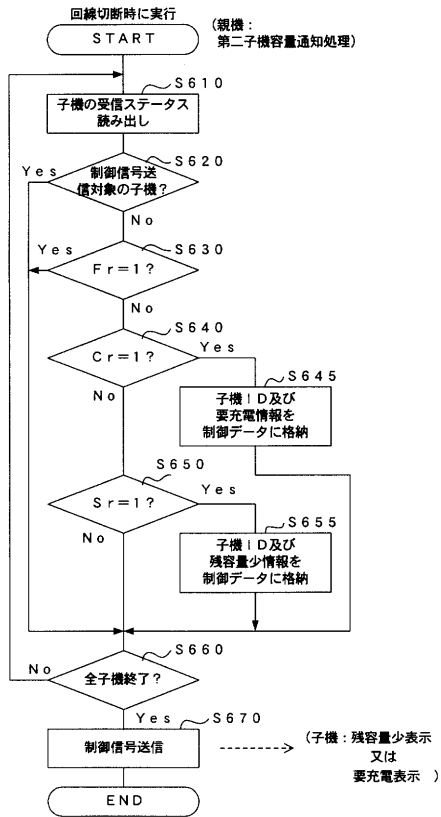 回線切断時に実行
START
(親機:
第二子機容量通知処理)
S610
子機の受信ステータス
読み出し
S620
Yes
制御信号送
信対象の子機?
No
S630
Yes
Fr=1?
No
S640
Cr=1?
Yes
No
S645
子機ID及び
要充電情報を
制御データに格納
S650
Sr=1?
Yes
No
S655
子機ID及び
残容量少情報を
制御データに格納
S660
No
全子機終了?
Yes
S670
制御信号送信
(子機:残容量少表示
又は
要充電表示 )
END